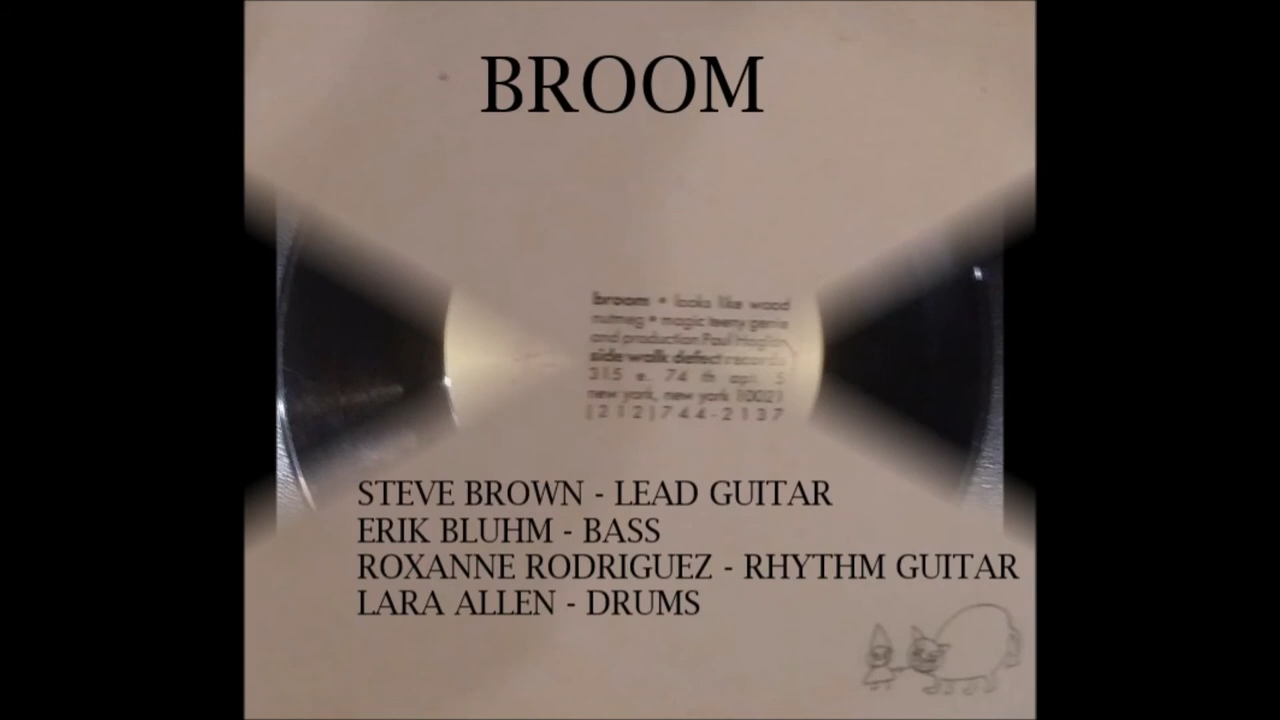 BROOM
broom • looks like wood
nutmeg • magic teeny genie
and production Paul
side walk defect records
315 e. 74 th apt. 5
new york, new york 10021
(212)744-2137
STEVE BROWN - LEAD GUITAR
ERIK BLUHM - BASS
ROXANNE RODRIGUEZ - RHYTHM GUITAR
LARA ALLEN - DRUMS